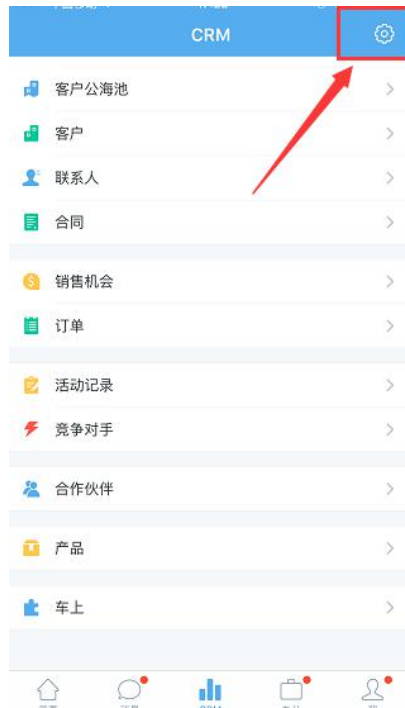 CRM
客户公海池
客户
联系人
合同
销售机会
订单
活动记录
竞争对手
合作伙伴
产品
车上